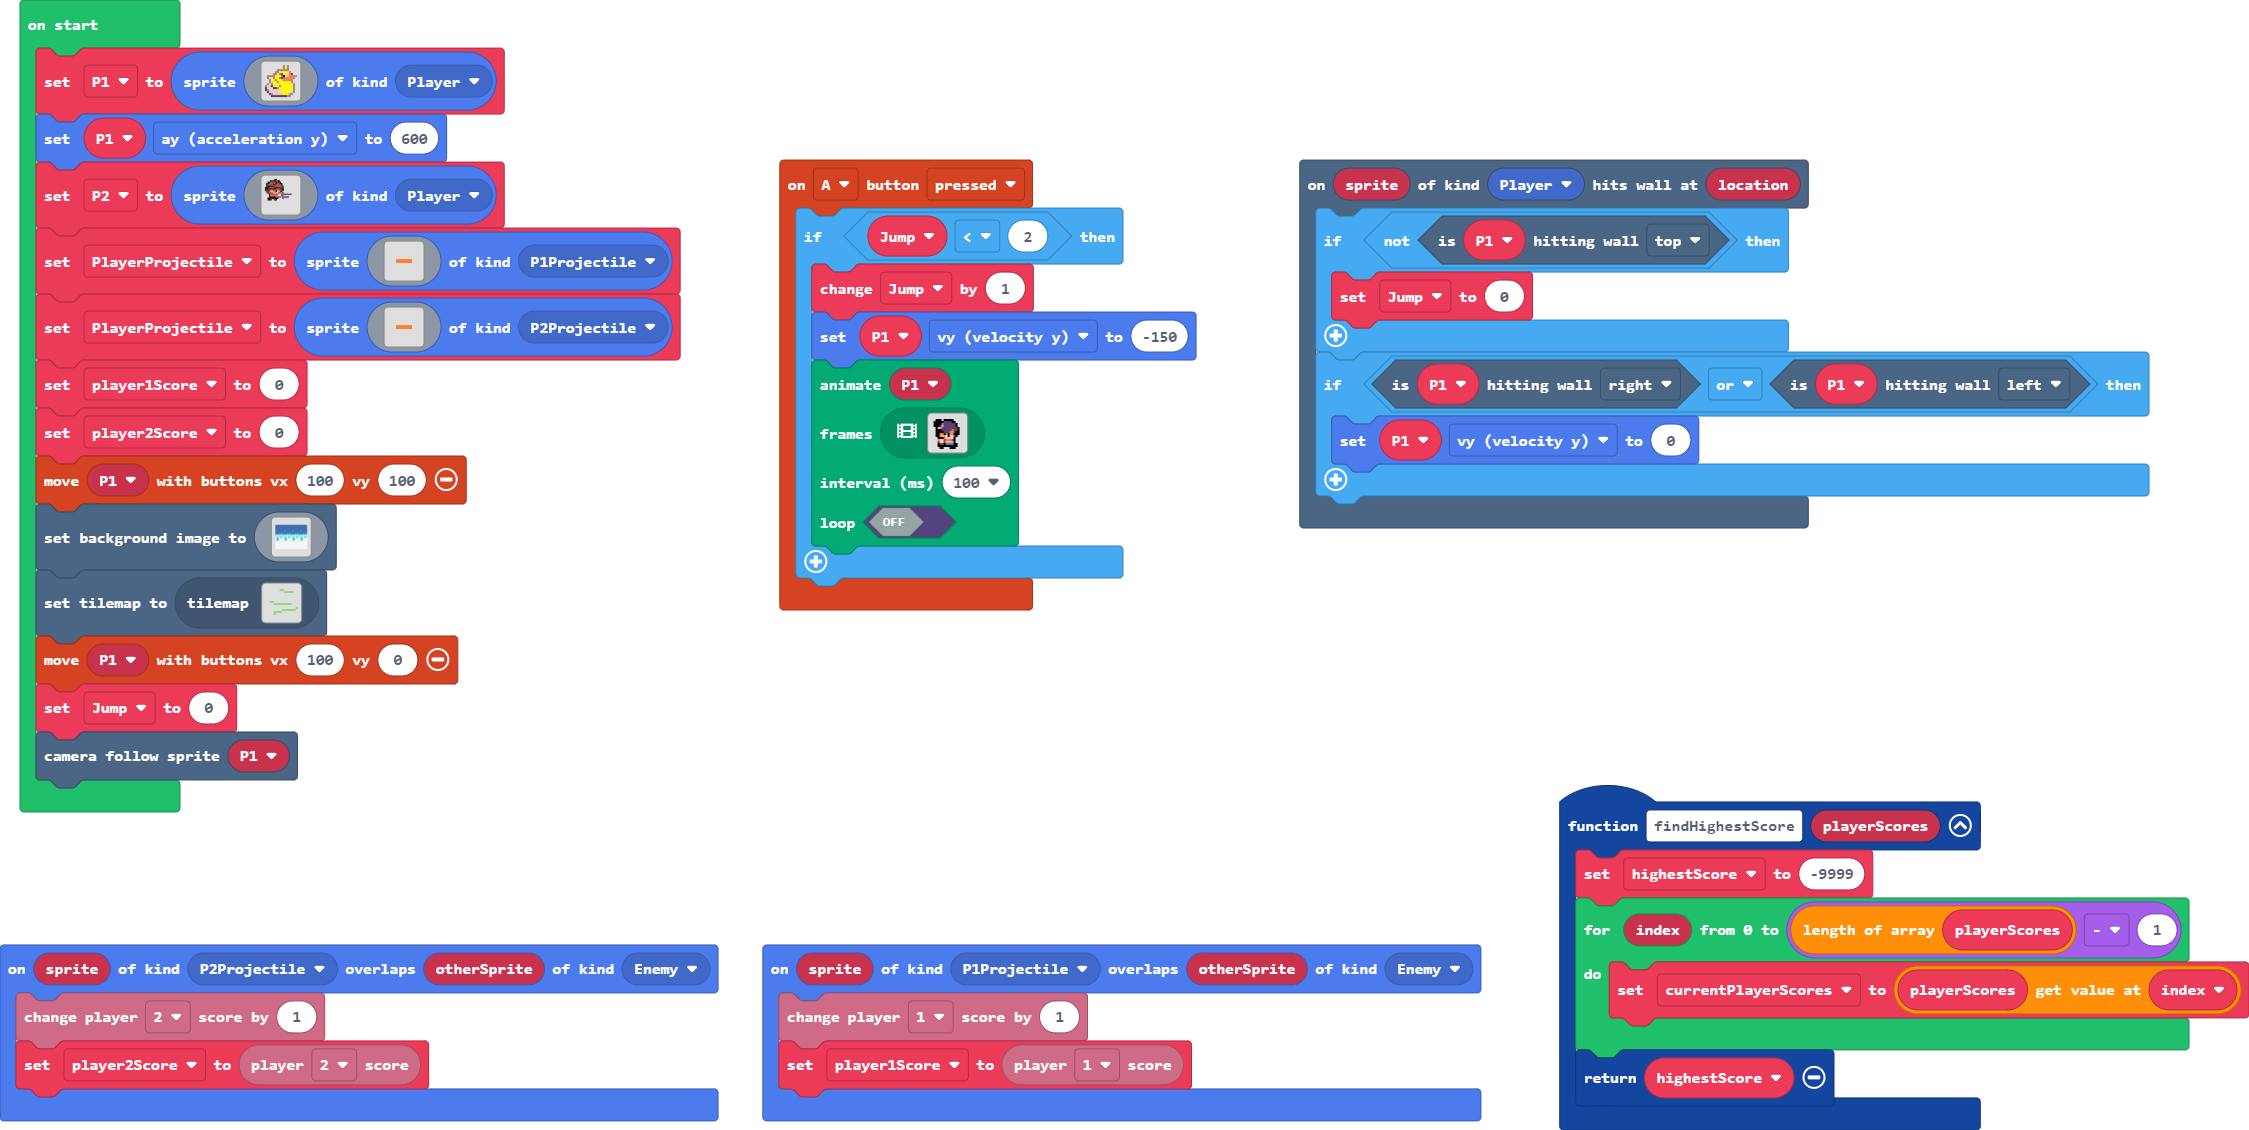 on start
set P1 to sprite of kind Player
set P1 ay (acceleration y) to 600
set P2 to sprite of kind Player
set PlayerProjectile to sprite of kind P1Projectile
set PlayerProjectile to sprite of kind P2Projectile
set player1Score to 0
set player2Score to 0
move P1 with buttons vx 100 vy 100
set background image to
set tilemap to tilemap
move P1 with buttons vx 100 vy 0
set Jump to 0
camera follow sprite P1
on A button pressed
if Jump < 2 then
change Jump by 1
set P1 vy (velocity y) to -150
animate P1
frames
interval (ms) 100
loop OFF
on sprite of kind Player hits wall at location
if not is P1 hitting wall top then
set Jump to 0
if is P1 hitting wall right or is P1 hitting wall left then
set P1 vy (velocity y) to 0
on sprite of kind P2Projectile overlaps otherSprite of kind Enemy
change player 2 score by 1
set player2Score to player 2 score
on sprite of kind P1Projectile overlaps otherSprite of kind Enemy
change player 1 score by 1
set player1Score to player 1 score
function findHighestScore playerScores
set highestScore to -9999
for index from 0 to length of array playerScores - 1
do set currentPlayerScores to playerScores get value at index
return highestScore